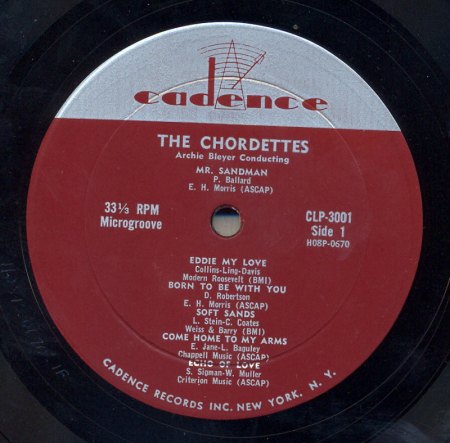 cadence
THE CHORDETTES
Archie Bleyer Conducting
MR. SANDMAN
P. Ballard
E. H. Morris (ASCAP)
33⅓ RPM
Microgroove
CLP-3001
Side 1
H08P-0670
EDDIE MY LOVE
Collins-Ling-Davis
Modern Roosevelt (BMI)
BORN TO BE WITH YOU
D. Robertson
E. H. Morris (ASCAP)
SOFT SANDS
L. Stein-C. Coates
Weiss & Barry (BMI)
COME HOME TO MY ARMS
E. Jane-L. Baguley
Chappell Music (ASCAP)
ECHO OF LOVE
S. Sigman-W. Muller
Criterion Music (ASCAP)
CADENCE RECORDS INC. NEW YORK, N. Y.